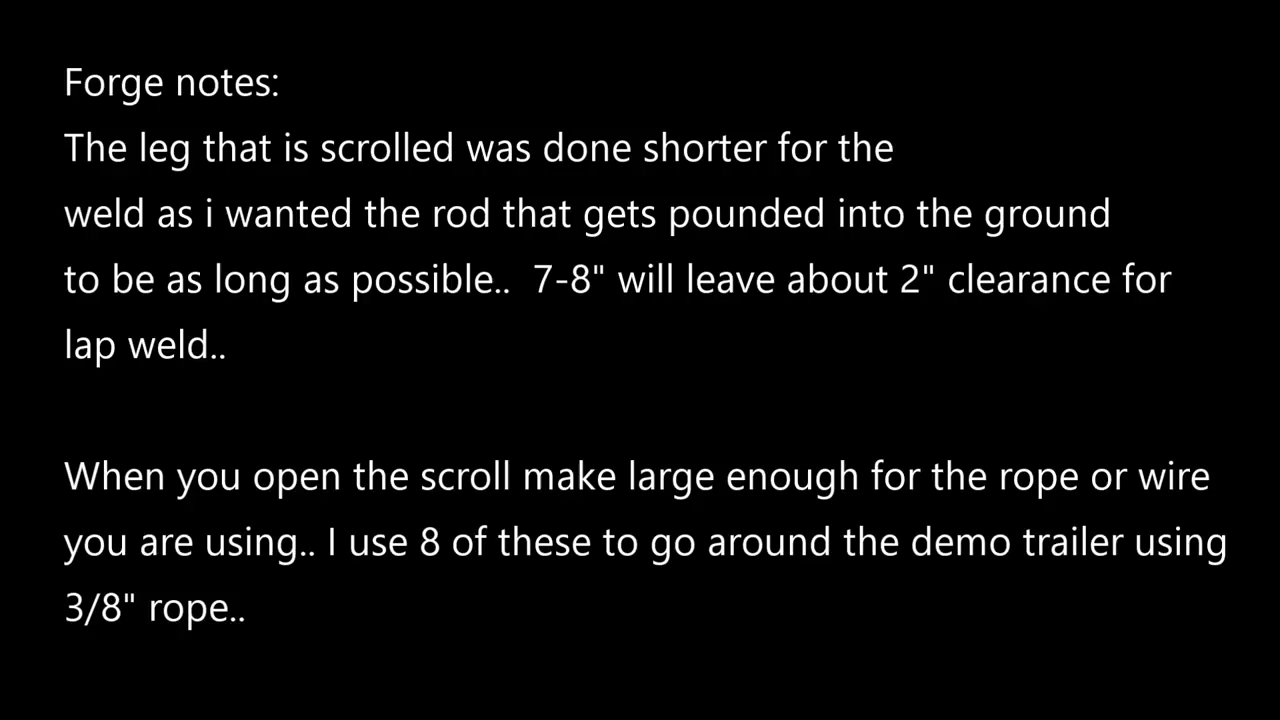 Forge notes:
The leg that is scrolled was done shorter for the
weld as i wanted the rod that gets pounded into the ground
to be as long as possible..  7-8" will leave about 2" clearance for
lap weld..
When you open the scroll make large enough for the rope or wire
you are using.. I use 8 of these to go around the demo trailer using
3/8" rope..